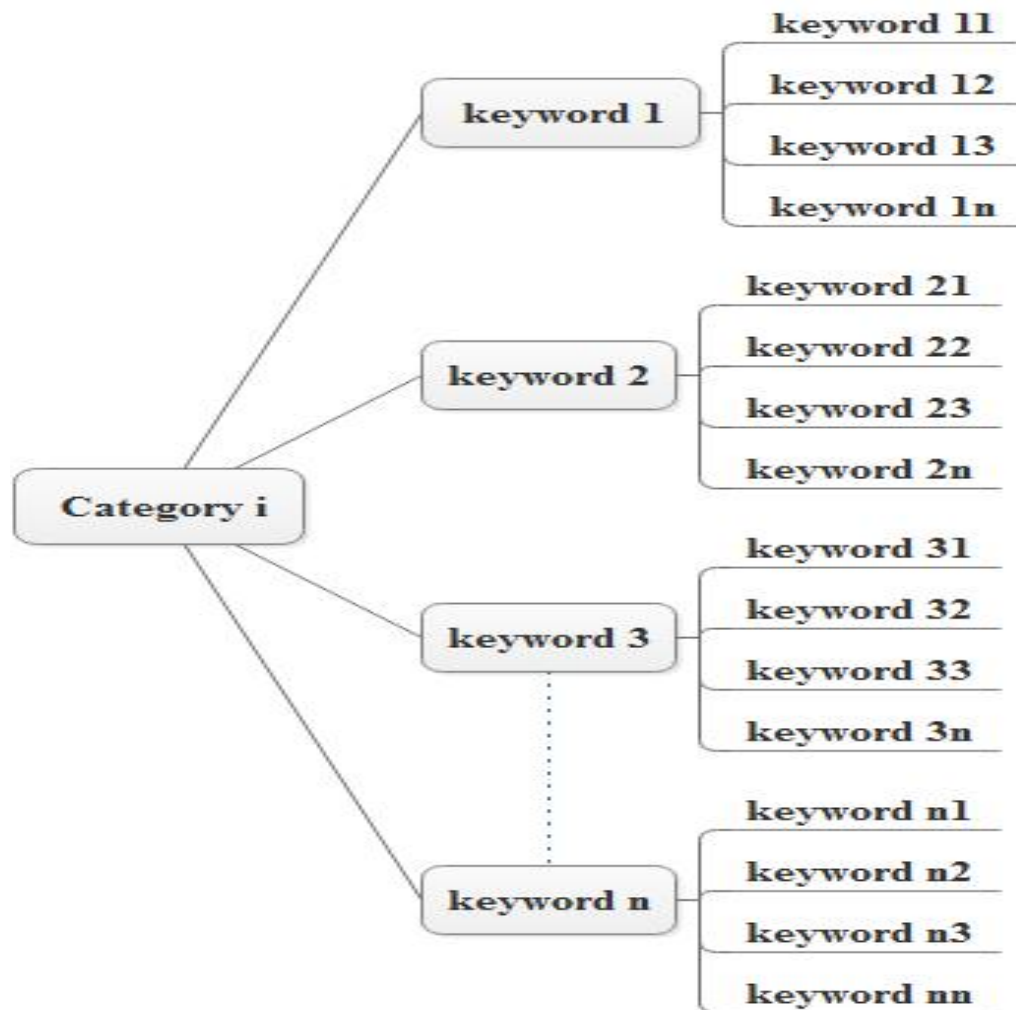 keyword 11
keyword 12
keyword 1
keyword 13
keyword 1n
keyword 21
keyword 22
keyword 2
keyword 23
keyword 2n
Category i
keyword 31
keyword 32
keyword 3
keyword 33
keyword 3n
keyword n1
keyword n2
keyword n
keyword n3
keyword nn